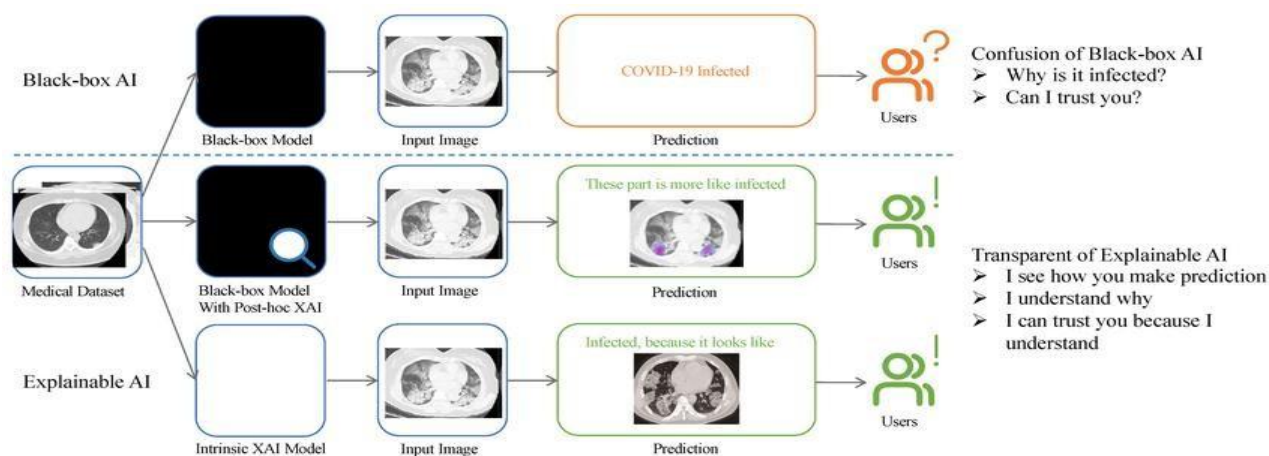 Black-box AI
Black-box Model
Input Image
COVID-19 Infected
Prediction
?
Users
Confusion of Black-box AI
➢ Why is it infected?
➢ Can I trust you?
Medical Dataset
Black-box Model
With Post-hoc XAI
Input Image
These part is more like infected
Prediction
!
Users
Transparent of Explainable AI
➢ I see how you make prediction
➢ I understand why
➢ I can trust you because I
understand
Explainable AI
Intrinsic XAI Model
Input Image
Infected, because it looks like
Prediction
!
Users